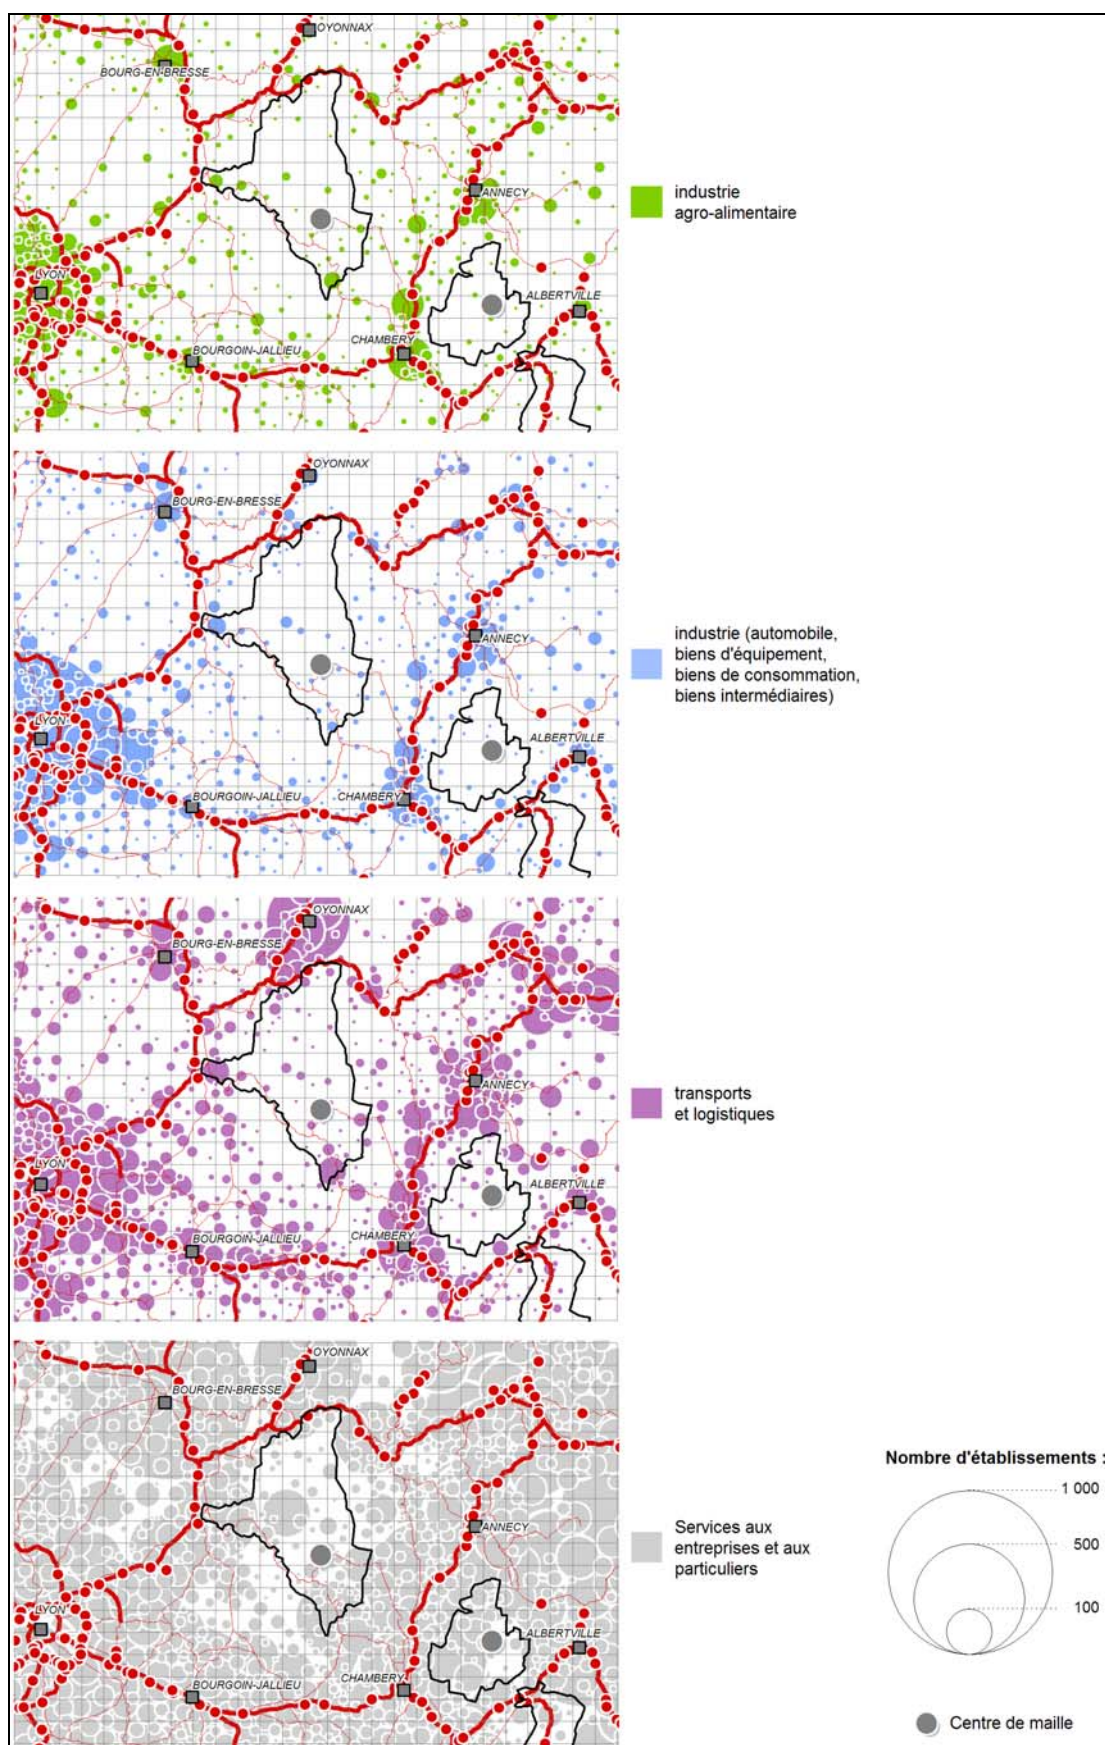 OYONNAX
BOURG-EN-BRESSE
ANNECY
LYON
ALBERTVILLE
CHAMBERY
BOURGOIN-JALLIEU
industrie
agro-alimentaire
OYONNAX
BOURG-EN-BRESSE
ANNECY
LYON
ALBERTVILLE
BOURGOIN-JALLIEU
CHAMBERY
industrie (automobile,
biens d'équipement,
biens de consommation,
biens intermédiaires)
OYONNAX
BOURG-EN-BRESSE
ANNECY
LYON
ALBERTVILLE
BOURGOIN-JALLIEU
CHAMBERY
transports
et logistiques
OYONNAX
BOURG-EN-BRESSE
ANNECY
LYON
ALBERTVILLE
BOURGOIN-JALLIEU
CHAMBERY
Services aux
entreprises et aux
particuliers
Nombre d'établissements :
1 000
500
100
Centre de maille